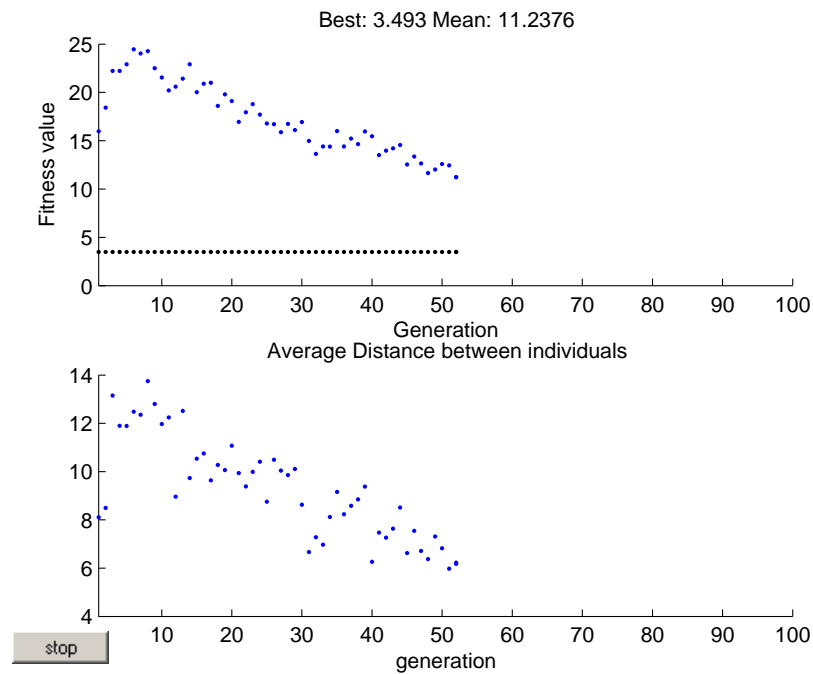 Best: 3.493 Mean: 11.2376
25
20
15
10
5
0
Fitness value
10 20 30 40 50 60 70 80 90 100
Generation
Average Distance between individuals
14
12
10
8
6
4
10 20 30 40 50 60 70 80 90 100
generation
stop